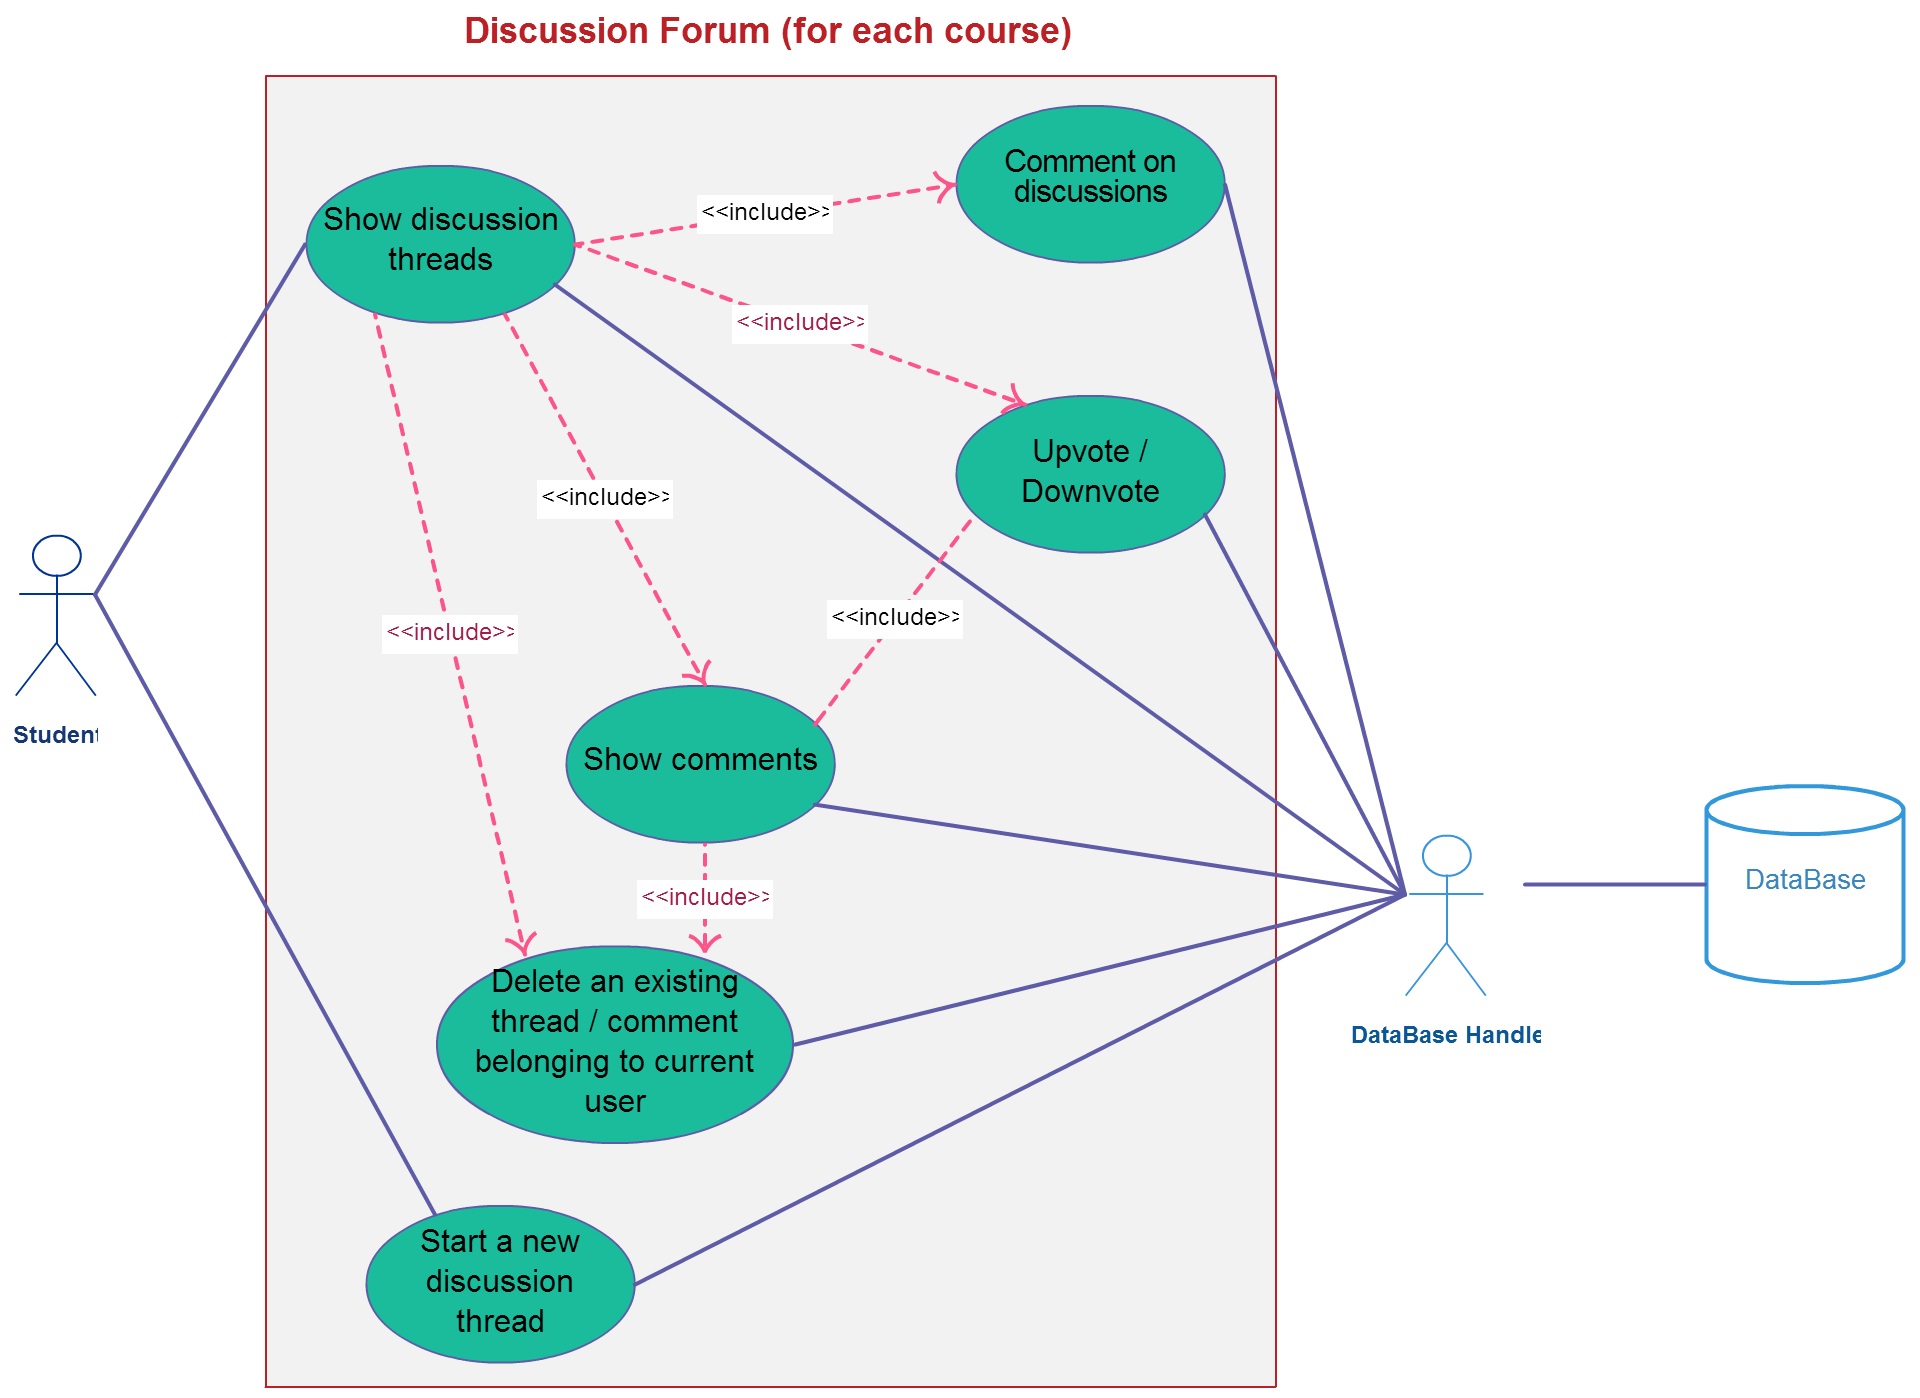 Discussion Forum (for each course)
Comment on
discussions
Show discussion
threads
<<include>>
<<include>>
Upvote /
Downvote
<<include>>
<<include>>
<<include>>
Student
Show comments
<<include>>
DataBase
Delete an existing
thread / comment
belonging to current
user
DataBase Handle
Start a new
discussion
thread